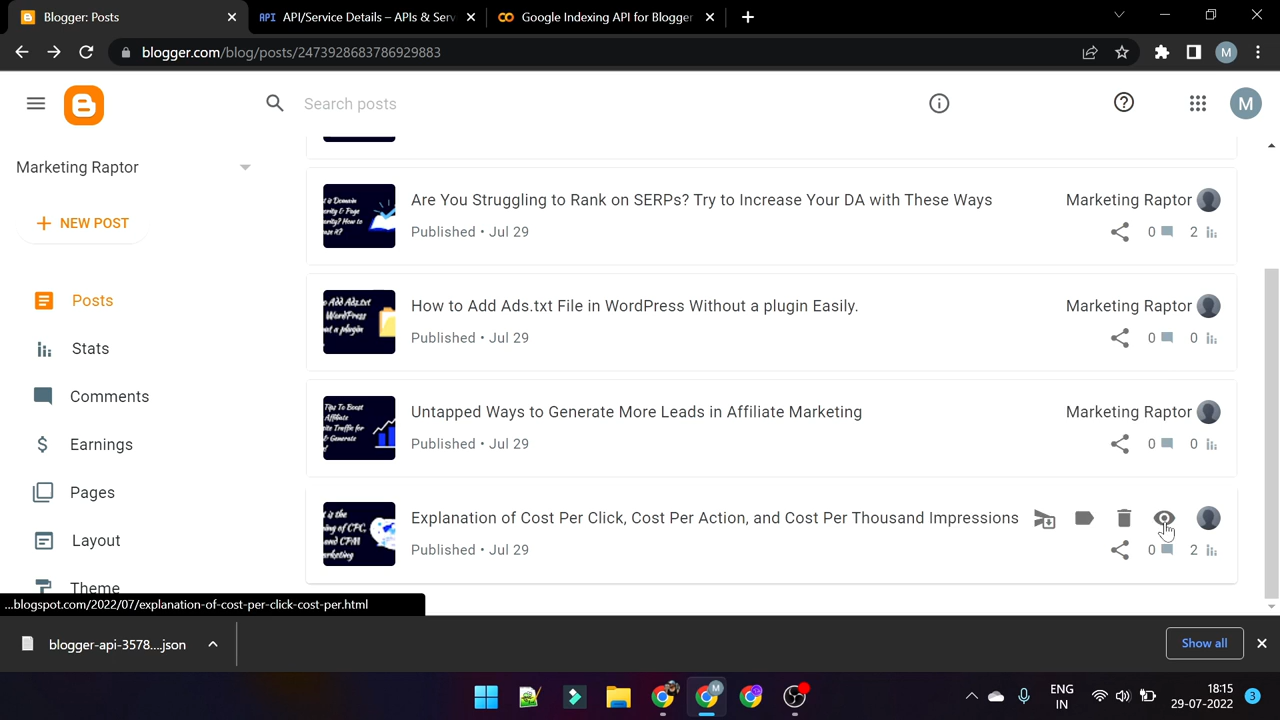 Blogger: Posts
API API/Service Details – APIs & Serv
Google Indexing API for Blogger
blogger.com/blog/posts/2473928683786929883
M
Search posts
M
Marketing Raptor
NEW POST
Posts
Stats
Comments
Earnings
Pages
Layout
Theme
Are You Struggling to Rank on SERPs? Try to Increase Your DA with These Ways
Marketing Raptor
Published • Jul 29
0 2
How to Add Ads.txt File in WordPress Without a plugin Easily.
Marketing Raptor
Published • Jul 29
0 0
Untapped Ways to Generate More Leads in Affiliate Marketing
Marketing Raptor
Published • Jul 29
0 0
Explanation of Cost Per Click, Cost Per Action, and Cost Per Thousand Impressions
Published • Jul 29
0 2
...blogspot.com/2022/07/explanation-of-cost-per-click-cost-per.html
blogger-api-3578....json
Show all
ENG
IN
18:15
29-07-2022
3